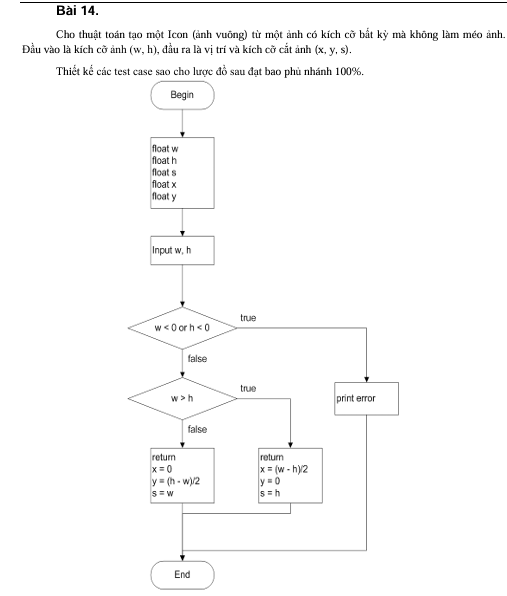 Bài 14.
Cho thuật toán tạo một Icon (ảnh vuông) từ một ảnh có kích cỡ bất kỳ mà không làm méo ảnh.
Đầu vào là kích cỡ ảnh (w, h), đầu ra là vị trí và kích cỡ cắt ảnh (x, y, s).
Thiết kế các test case sao cho lược đồ sau đạt bao phủ nhánh 100%.
Begin
float w
float h
float s
float x
float y
Input w, h
w < 0 or h < 0
true
false
w > h
true
print error
false
return
x = 0
y = (h - w)/2
s = w
return
x = (w - h)/2
y = 0
s = h
End